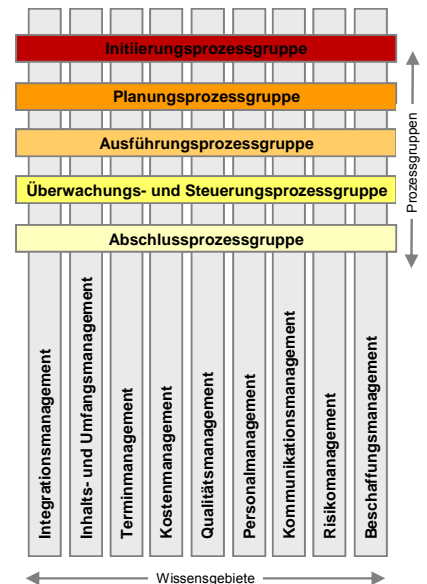 Initiierungsprozessgruppe
Planungsprozessgruppe
Ausführungsprozessgruppe
Überwachungs- und Steuerungsprozessgruppe
Abschlussprozessgruppe
Prozessgruppen
Integrationsmanagement
Inhalts- und Umfangsmanagement
Terminmanagement
Kostenmanagement
Qualitätsmanagement
Personalmanagement
Kommunikationsmanagement
Risikomanagement
Beschaffungsmanagement
Wissensgebiete